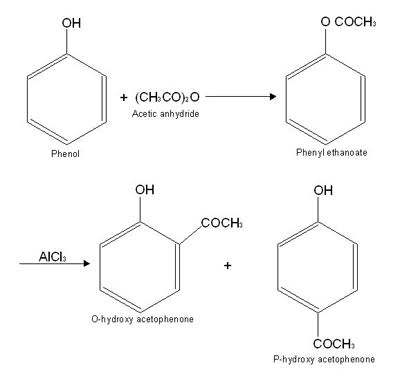 OH
O COCH₃
+ (CH₃CO)₂O
Acetic anhydride
Phenol
Phenyl ethanoate
OH
COCH₃
AlCl₃
+
O-hydroxy acetophenone
OH
COCH₃
P-hydroxy acetophenone